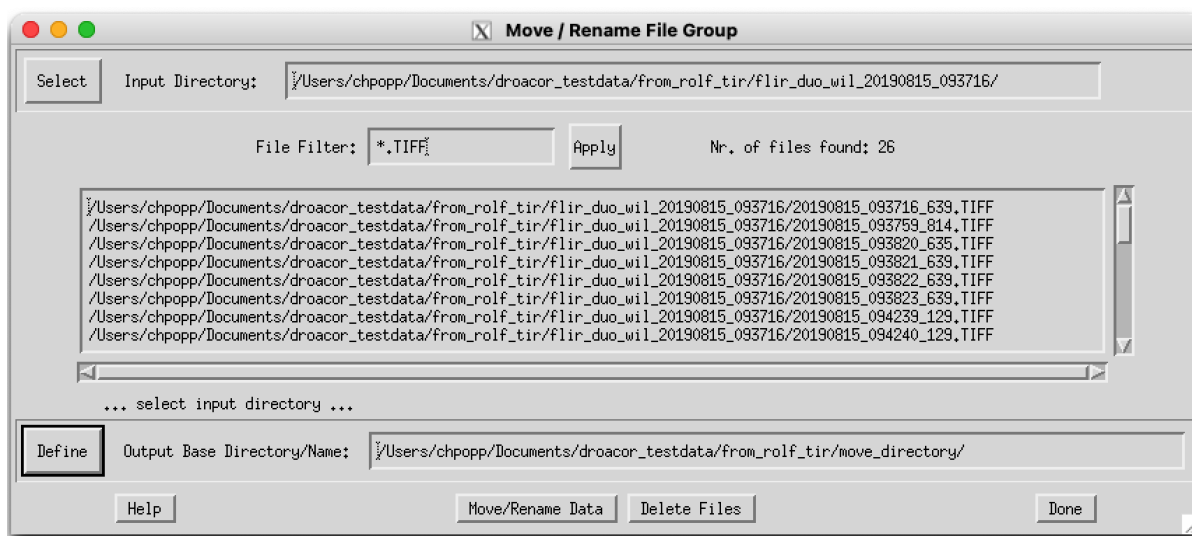 Move / Rename File Group
Select Input Directory: /Users/chpopp/Documents/droacor_testdata/from_rolf_tir/flir_duo_wil_20190815_093716/
File Filter: *.TIFF Apply Nr. of files found: 26
/Users/chpopp/Documents/droacor_testdata/from_rolf_tir/flir_duo_wil_20190815_093716/20190815_093716_639.TIFF
/Users/chpopp/Documents/droacor_testdata/from_rolf_tir/flir_duo_wil_20190815_093716/20190815_093759_814.TIFF
/Users/chpopp/Documents/droacor_testdata/from_rolf_tir/flir_duo_wil_20190815_093716/20190815_093820_635.TIFF
/Users/chpopp/Documents/droacor_testdata/from_rolf_tir/flir_duo_wil_20190815_093716/20190815_093821_639.TIFF
/Users/chpopp/Documents/droacor_testdata/from_rolf_tir/flir_duo_wil_20190815_093716/20190815_093822_639.TIFF
/Users/chpopp/Documents/droacor_testdata/from_rolf_tir/flir_duo_wil_20190815_093716/20190815_093823_639.TIFF
/Users/chpopp/Documents/droacor_testdata/from_rolf_tir/flir_duo_wil_20190815_093716/20190815_094239_129.TIFF
/Users/chpopp/Documents/droacor_testdata/from_rolf_tir/flir_duo_wil_20190815_093716/20190815_094240_129.TIFF
... select input directory ...
Define Output Base Directory/Name: /Users/chpopp/Documents/droacor_testdata/from_rolf_tir/move_directory/
Help Move/Rename Data Delete Files Done